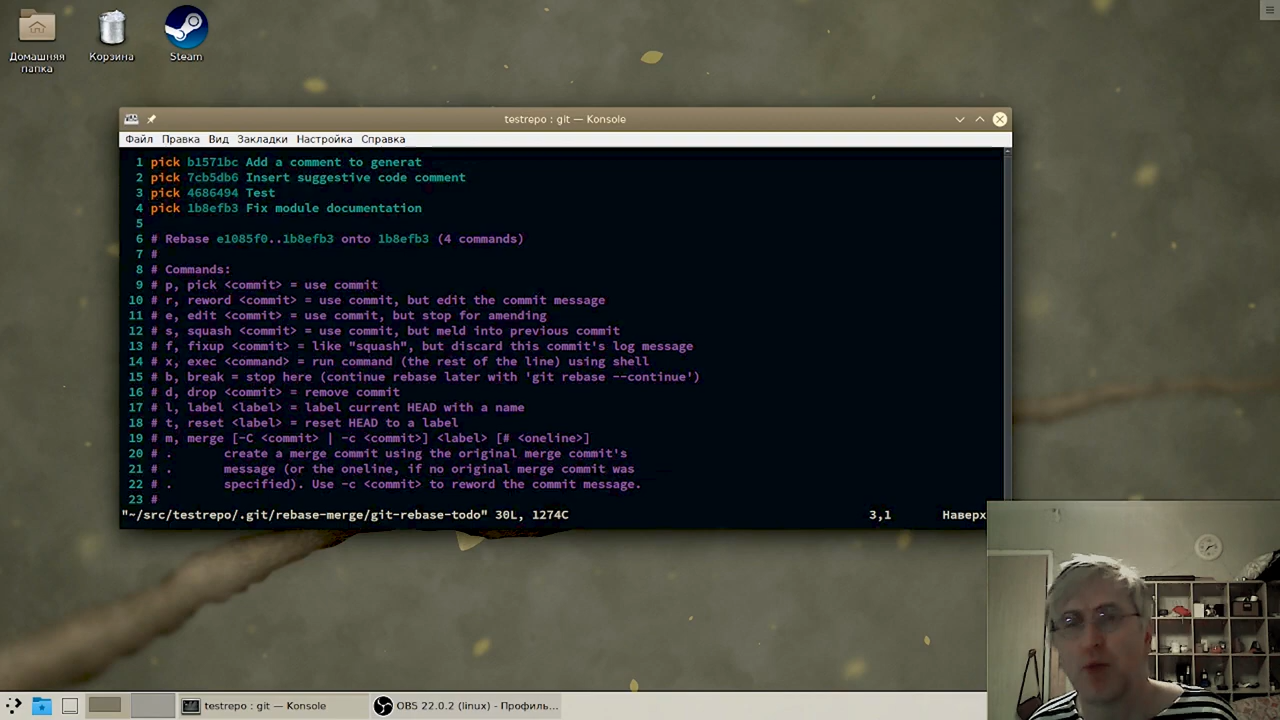 Домашняя
папка
Корзина
Steam
testrepo : git — Konsole
Файл Правка Вид Закладки Настройка Справка
1 pick b1571bc Add a comment to generat
2 pick 7cb5db6 Insert suggestive code comment
3 pick 4686494 Test
4 pick 1b8efb3 Fix module documentation
5
6 # Rebase e1085f0..1b8efb3 onto 1b8efb3 (4 commands)
7 #
8 # Commands:
9 # p, pick <commit> = use commit
10 # r, reword <commit> = use commit, but edit the commit message
11 # e, edit <commit> = use commit, but stop for amending
12 # s, squash <commit> = use commit, but meld into previous commit
13 # f, fixup <commit> = like "squash", but discard this commit's log message
14 # x, exec <command> = run command (the rest of the line) using shell
15 # b, break = stop here (continue rebase later with 'git rebase --continue')
16 # d, drop <commit> = remove commit
17 # l, label <label> = label current HEAD with a name
18 # t, reset <label> = reset HEAD to a label
19 # m, merge [-C <commit> | -c <commit>] <label> [# <oneline>]
20 # .       create a merge commit using the original merge commit's
21 # .       message (or the oneline, if no original merge commit was
22 # .       specified). Use -c <commit> to reword the commit message.
23 #
"~/src/testrepo/.git/rebase-merge/git-rebase-todo" 30L, 1274C 3,1 Наверх
testrepo : git — Konsole
OBS 22.0.2 (linux) - Профиль...